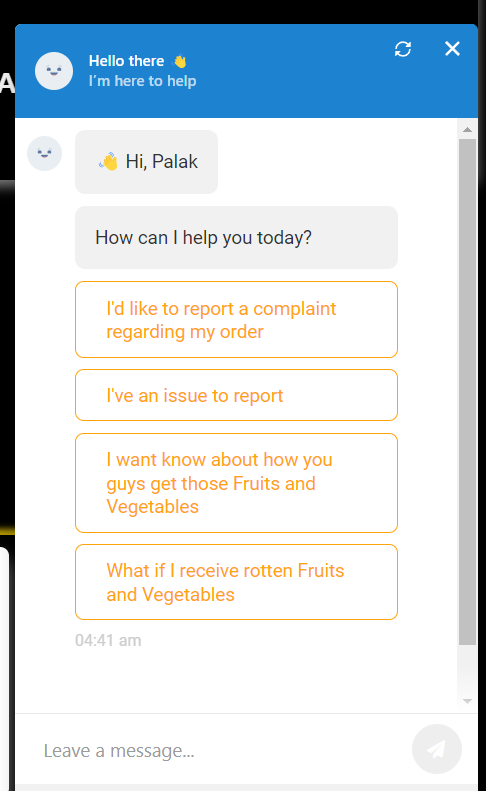 A
Hello there 👋
I'm here to help
👋 Hi, Palak
How can I help you today?
I'd like to report a complaint
regarding my order
I've an issue to report
I want know about how you
guys get those Fruits and
Vegetables
What if I receive rotten Fruits
and Vegetables
04:41 am
Leave a message...